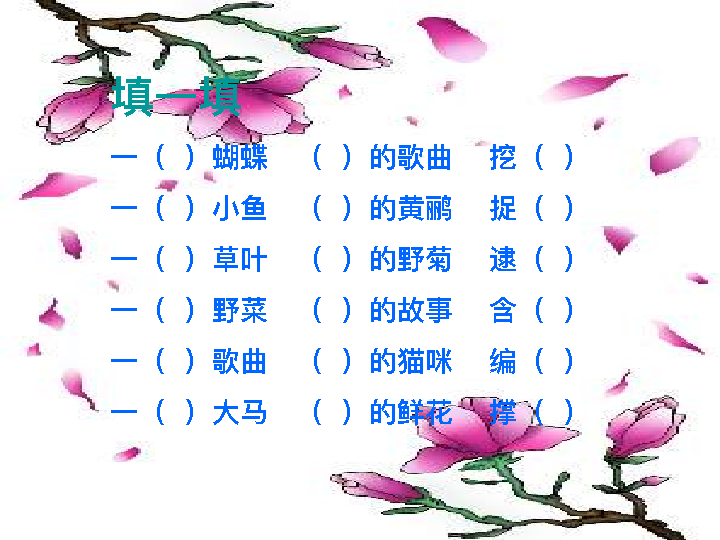 填一填
一（ ）蝴蝶 （ ）的歌曲 挖（ ）
一（ ）小鱼 （ ）的黄鹂 捉（ ）
一（ ）草叶 （ ）的野菊 逮（ ）
一（ ）野菜 （ ）的故事 含（ ）
一（ ）歌曲 （ ）的猫咪 编（ ）
一（ ）大马 （ ）的鲜花 撑（ ）